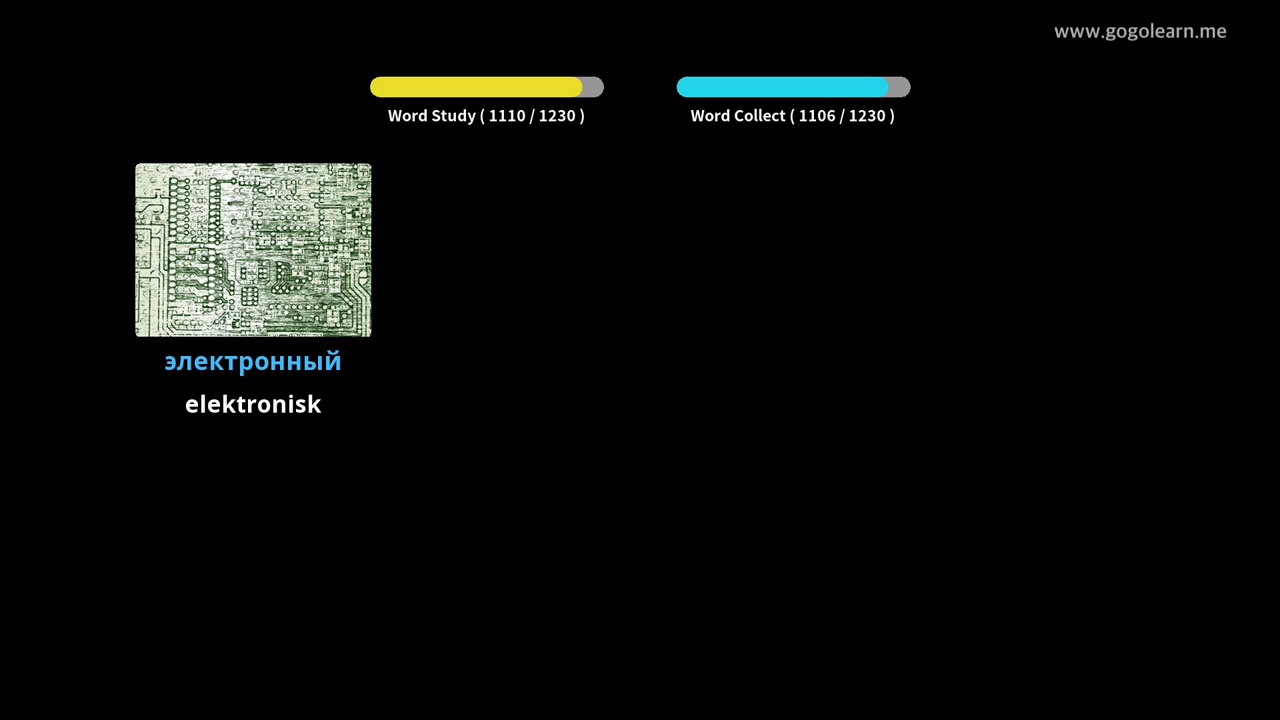 www.gogolearn.me
Word Study ( 1110 / 1230 )
Word Collect ( 1106 / 1230 )
электронный
elektronisk